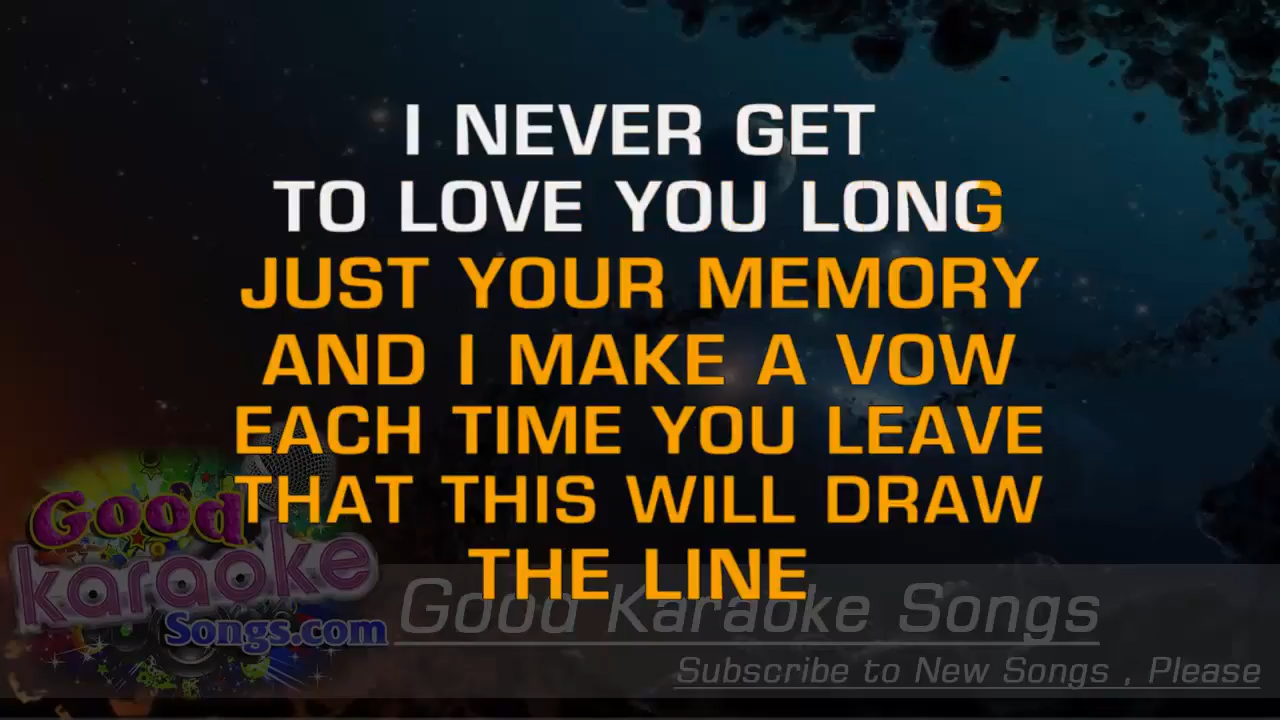 I NEVER GET
TO LOVE YOU LONG
JUST YOUR MEMORY
AND I MAKE A VOW
EACH TIME YOU LEAVE
THAT THIS WILL DRAW
THE LINE
Good
karaoke
Songs.com
Good Karaoke Songs
Subscribe to New Songs , Please